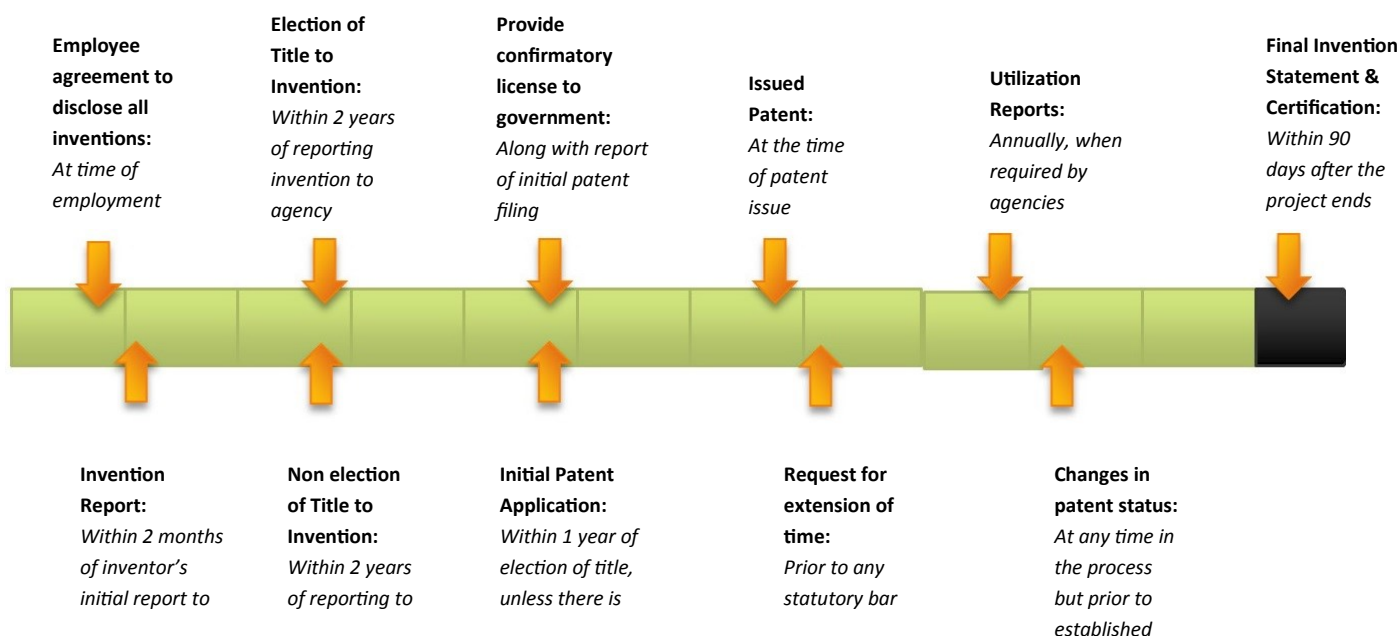 Employee
agreement to
disclose all
inventions:
At time of
employment
Election of
Title to
Invention:
Within 2 years
of reporting
invention to
agency
Provide
confirmatory
license to
government:
Along with report
of initial patent
filing
Issued
Patent:
At the time
of patent
issue
Utilization
Reports:
Annually, when
required by
agencies
Final Invention
Statement &
Certification:
Within 90
days after the
project ends
Invention
Report:
Within 2 months
of inventor's
initial report to
Non election
of Title to
Invention:
Within 2 years
of reporting to
Initial Patent
Application:
Within 1 year of
election of title,
unless there is
Request for
extension of
time:
Prior to any
statutory bar
Changes in
patent status:
At any time in
the process
but prior to
established